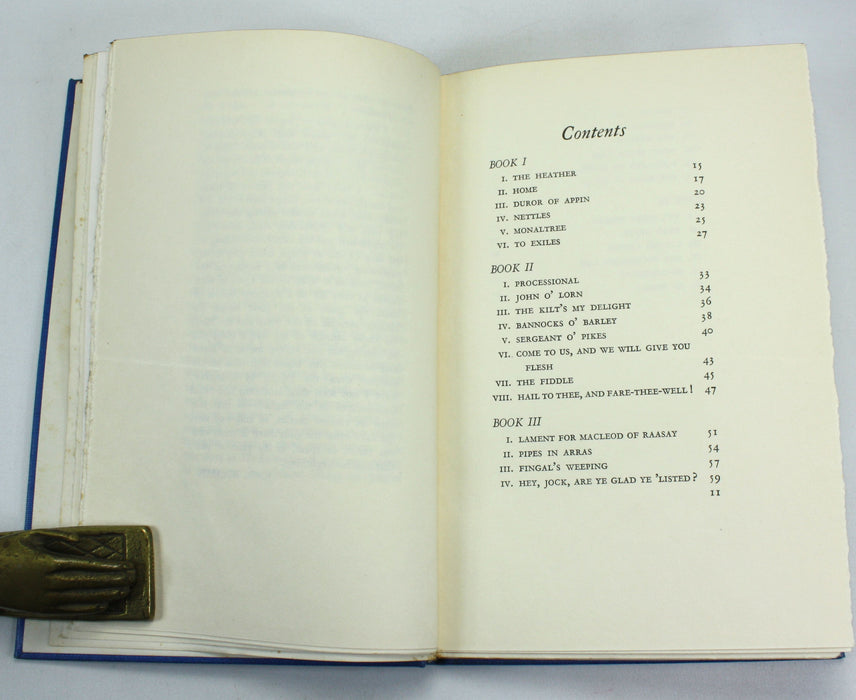 Contents
BOOK I
I. THE HEATHER 15
II. HOME 17
III. DUROR OF APPIN 20
IV. NETTLES 23
V. MONALTREE 25
VI. TO EXILES 27
BOOK II
I. PROCESSIONAL 33
II. JOHN O' LORN 34
III. THE KILT'S MY DELIGHT 36
IV. BANNOCKS O' BARLEY 38
V. SERGEANT O' PIKES 40
VI. COME TO US, AND WE WILL GIVE YOU
FLESH 43
VII. THE FIDDLE 45
VIII. HAIL TO THEE, AND FARE-THEE-WELL! 47
BOOK III
I. LAMENT FOR MACLEOD OF RAASAY 51
II. PIPES IN ARRAS 54
III. FINGAL'S WEEPING 57
IV. HEY, JOCK, ARE YE GLAD YE 'LISTED? 59
11